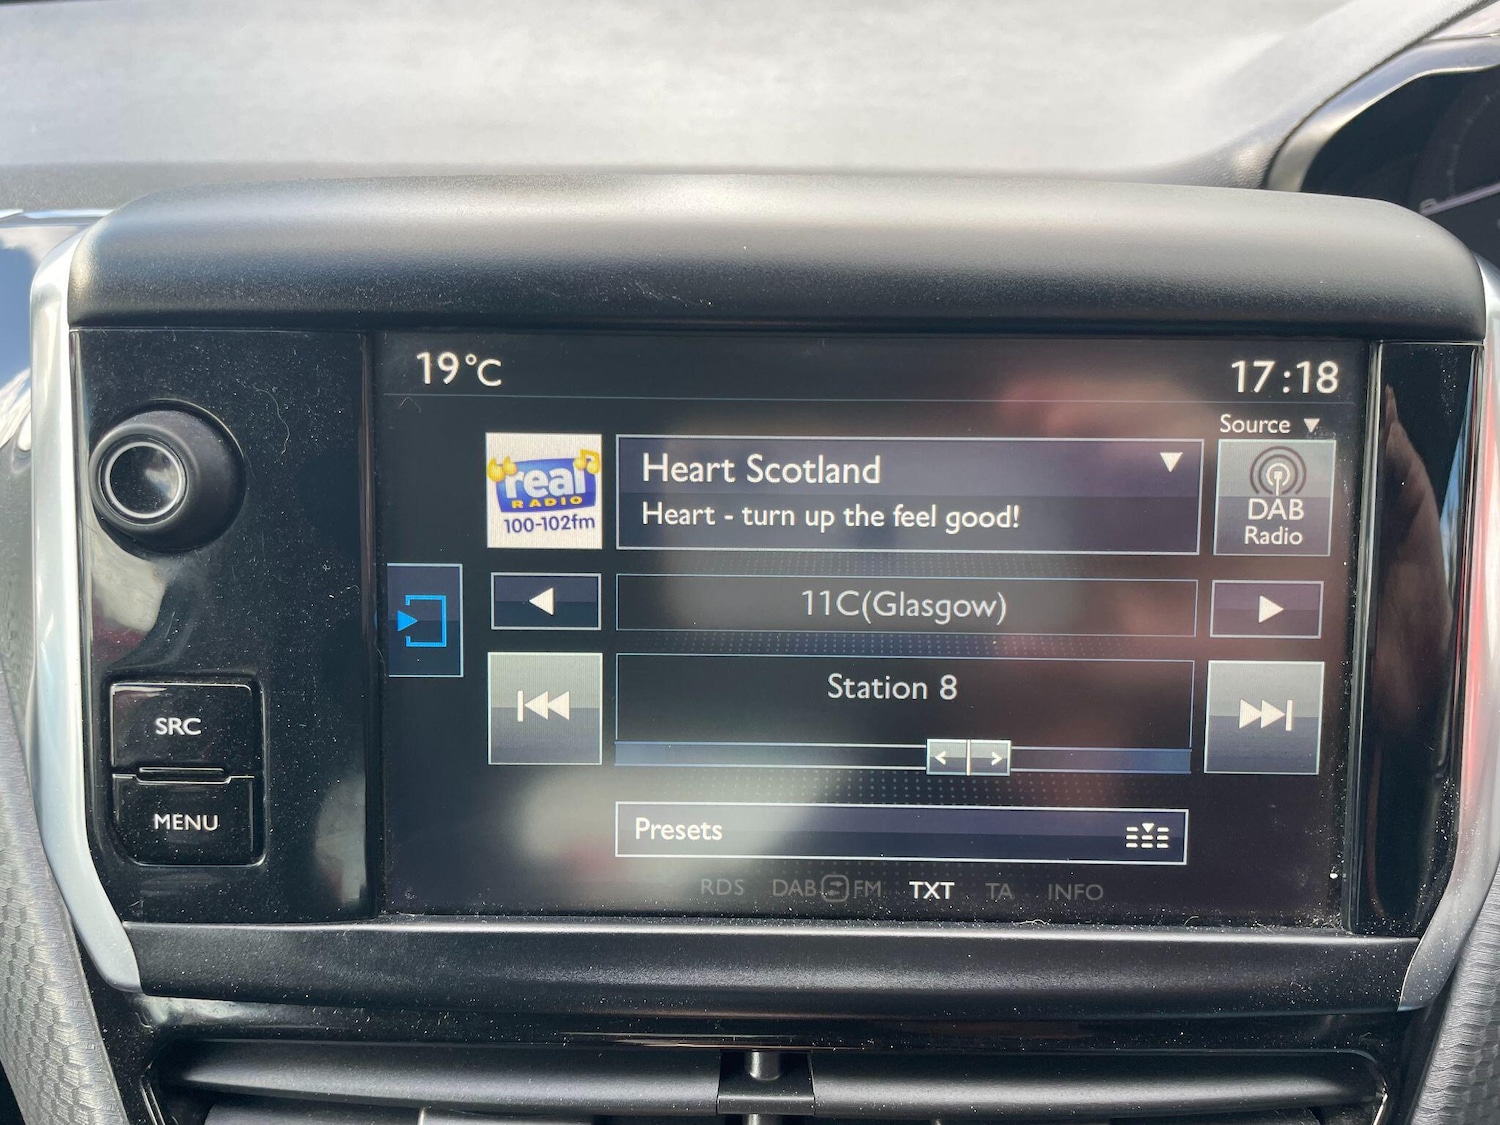 19°C
17:18
Source
real
RADIO
100-102fm
Heart Scotland
Heart - turn up the feel good!
DAB
Radio
11C(Glasgow)
Station 8
SRC
MENU
Presets
RDS DAB FM TXT TA INFO